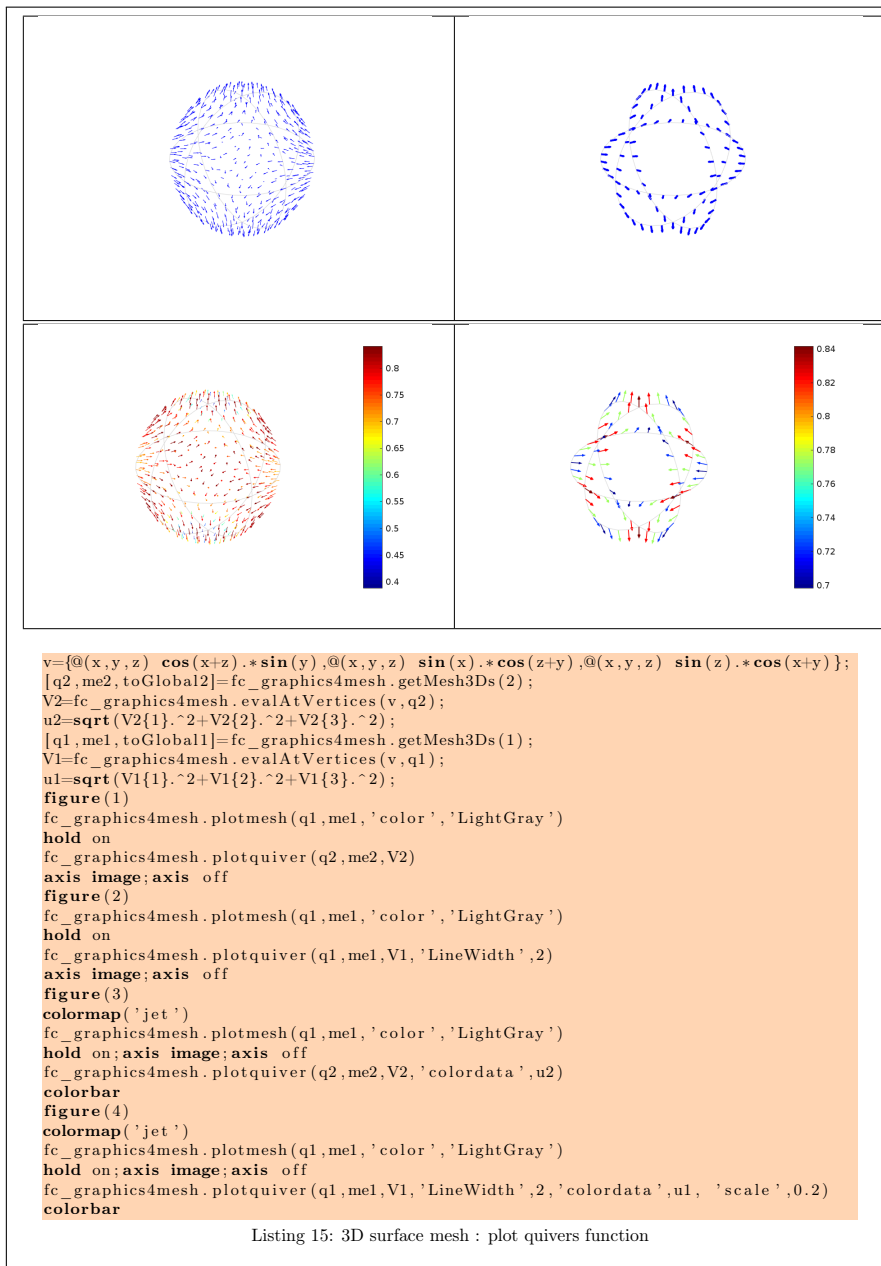 0.8
0.75
0.7
0.65
0.6
0.55
0.5
0.45
0.4
0.84
0.82
0.8
0.78
0.76
0.74
0.72
0.7
v={@(x,y,z) cos(x+z).*sin(y),@(x,y,z) sin(x).*cos(z+y),@(x,y,z) sin(z).*cos(x+y)};
[q2,me2,toGlobal2]=fc_graphics4mesh.getMesh3Ds(2);
V2=fc_graphics4mesh.evalAtVertices(v,q2);
u2=sqrt(V2{1}.^2+V2{2}.^2+V2{3}.^2);
[q1,me1,toGlobal1]=fc_graphics4mesh.getMesh3Ds(1);
V1=fc_graphics4mesh.evalAtVertices(v,q1);
u1=sqrt(V1{1}.^2+V1{2}.^2+V1{3}.^2);
figure(1)
fc_graphics4mesh.plotmesh(q1,me1,'color','LightGray')
hold on
fc_graphics4mesh.plotquiver(q2,me2,V2)
axis image;axis off
figure(2)
fc_graphics4mesh.plotmesh(q1,me1,'color','LightGray')
hold on
fc_graphics4mesh.plotquiver(q1,me1,V1,'LineWidth',2)
axis image;axis off
figure(3)
colormap('jet')
fc_graphics4mesh.plotmesh(q1,me1,'color','LightGray')
hold on;axis image;axis off
fc_graphics4mesh.plotquiver(q2,me2,V2,'colordata',u2)
colorbar
figure(4)
colormap('jet')
fc_graphics4mesh.plotmesh(q1,me1,'color','LightGray')
hold on;axis image;axis off
fc_graphics4mesh.plotquiver(q1,me1,V1,'LineWidth',2,'colordata',u1, 'scale',0.2)
colorbar
Listing 15: 3D surface mesh : plot quivers function